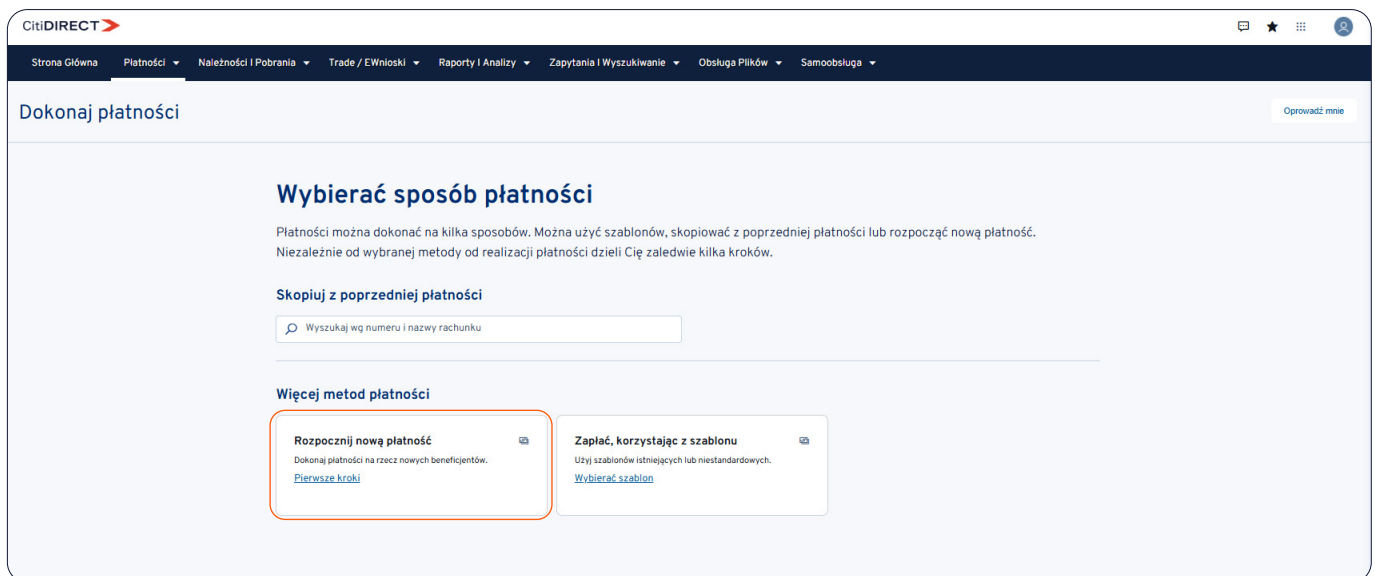 CitiDIRECT
Strona Główna Płatności Należności I Pobrania Trade / EWnioski Raporty I Analizy Zapytania I Wyszukiwanie Obsługa Plików Samoobsługa
Dokonaj płatności
Oprowadź mnie
Wybierać sposób płatności
Płatności można dokonać na kilka sposobów. Można użyć szablonów, skopiować z poprzedniej płatności lub rozpocząć nową płatność.
Niezależnie od wybranej metody od realizacji płatności dzieli Cię zaledwie kilka kroków.
Skopiuj z poprzedniej płatności
Wyszukaj wg numeru i nazwy rachunku
Więcej metod płatności
Rozpocznij nową płatność
Dokonaj płatności na rzecz nowych beneficjentów.
Pierwsze kroki
Zapłać, korzystając z szablonu
Użyj szablonów istniejących lub niestandardowych.
Wybierać szablon